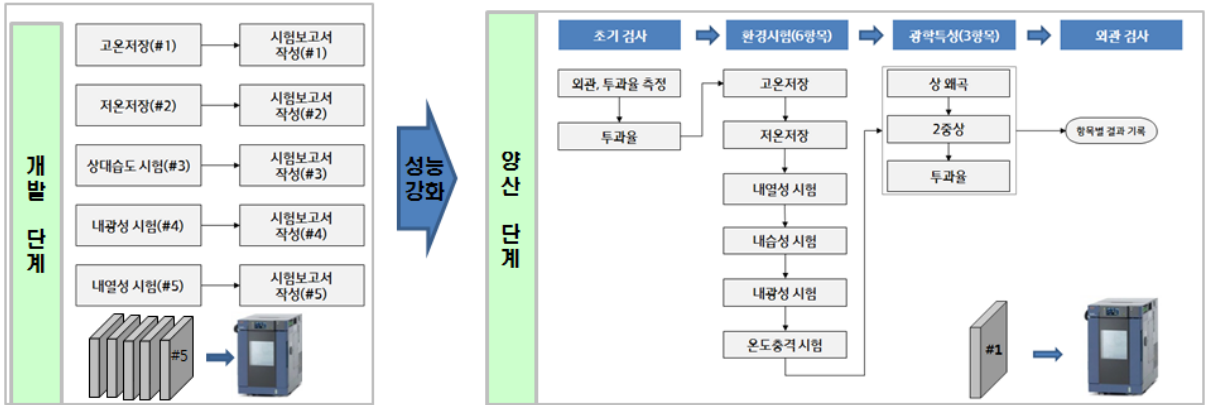 개발 단계
고온저장(#1)
시험보고서
작성(#1)
저온저장(#2)
시험보고서
작성(#2)
상대습도 시험(#3)
시험보고서
작성(#3)
내광성 시험(#4)
시험보고서
작성(#4)
내열성 시험(#5)
시험보고서
작성(#5)
#5
성능
강화
양산 단계
초기 검사
환경시험(6항목)
광학특성(3항목)
외관 검사
외관, 투과율 측정
투과율
고온저장
저온저장
내열성 시험
내습성 시험
내광성 시험
온도충격 시험
상 왜곡
2중상
투과율
항목별 결과 기록
#1